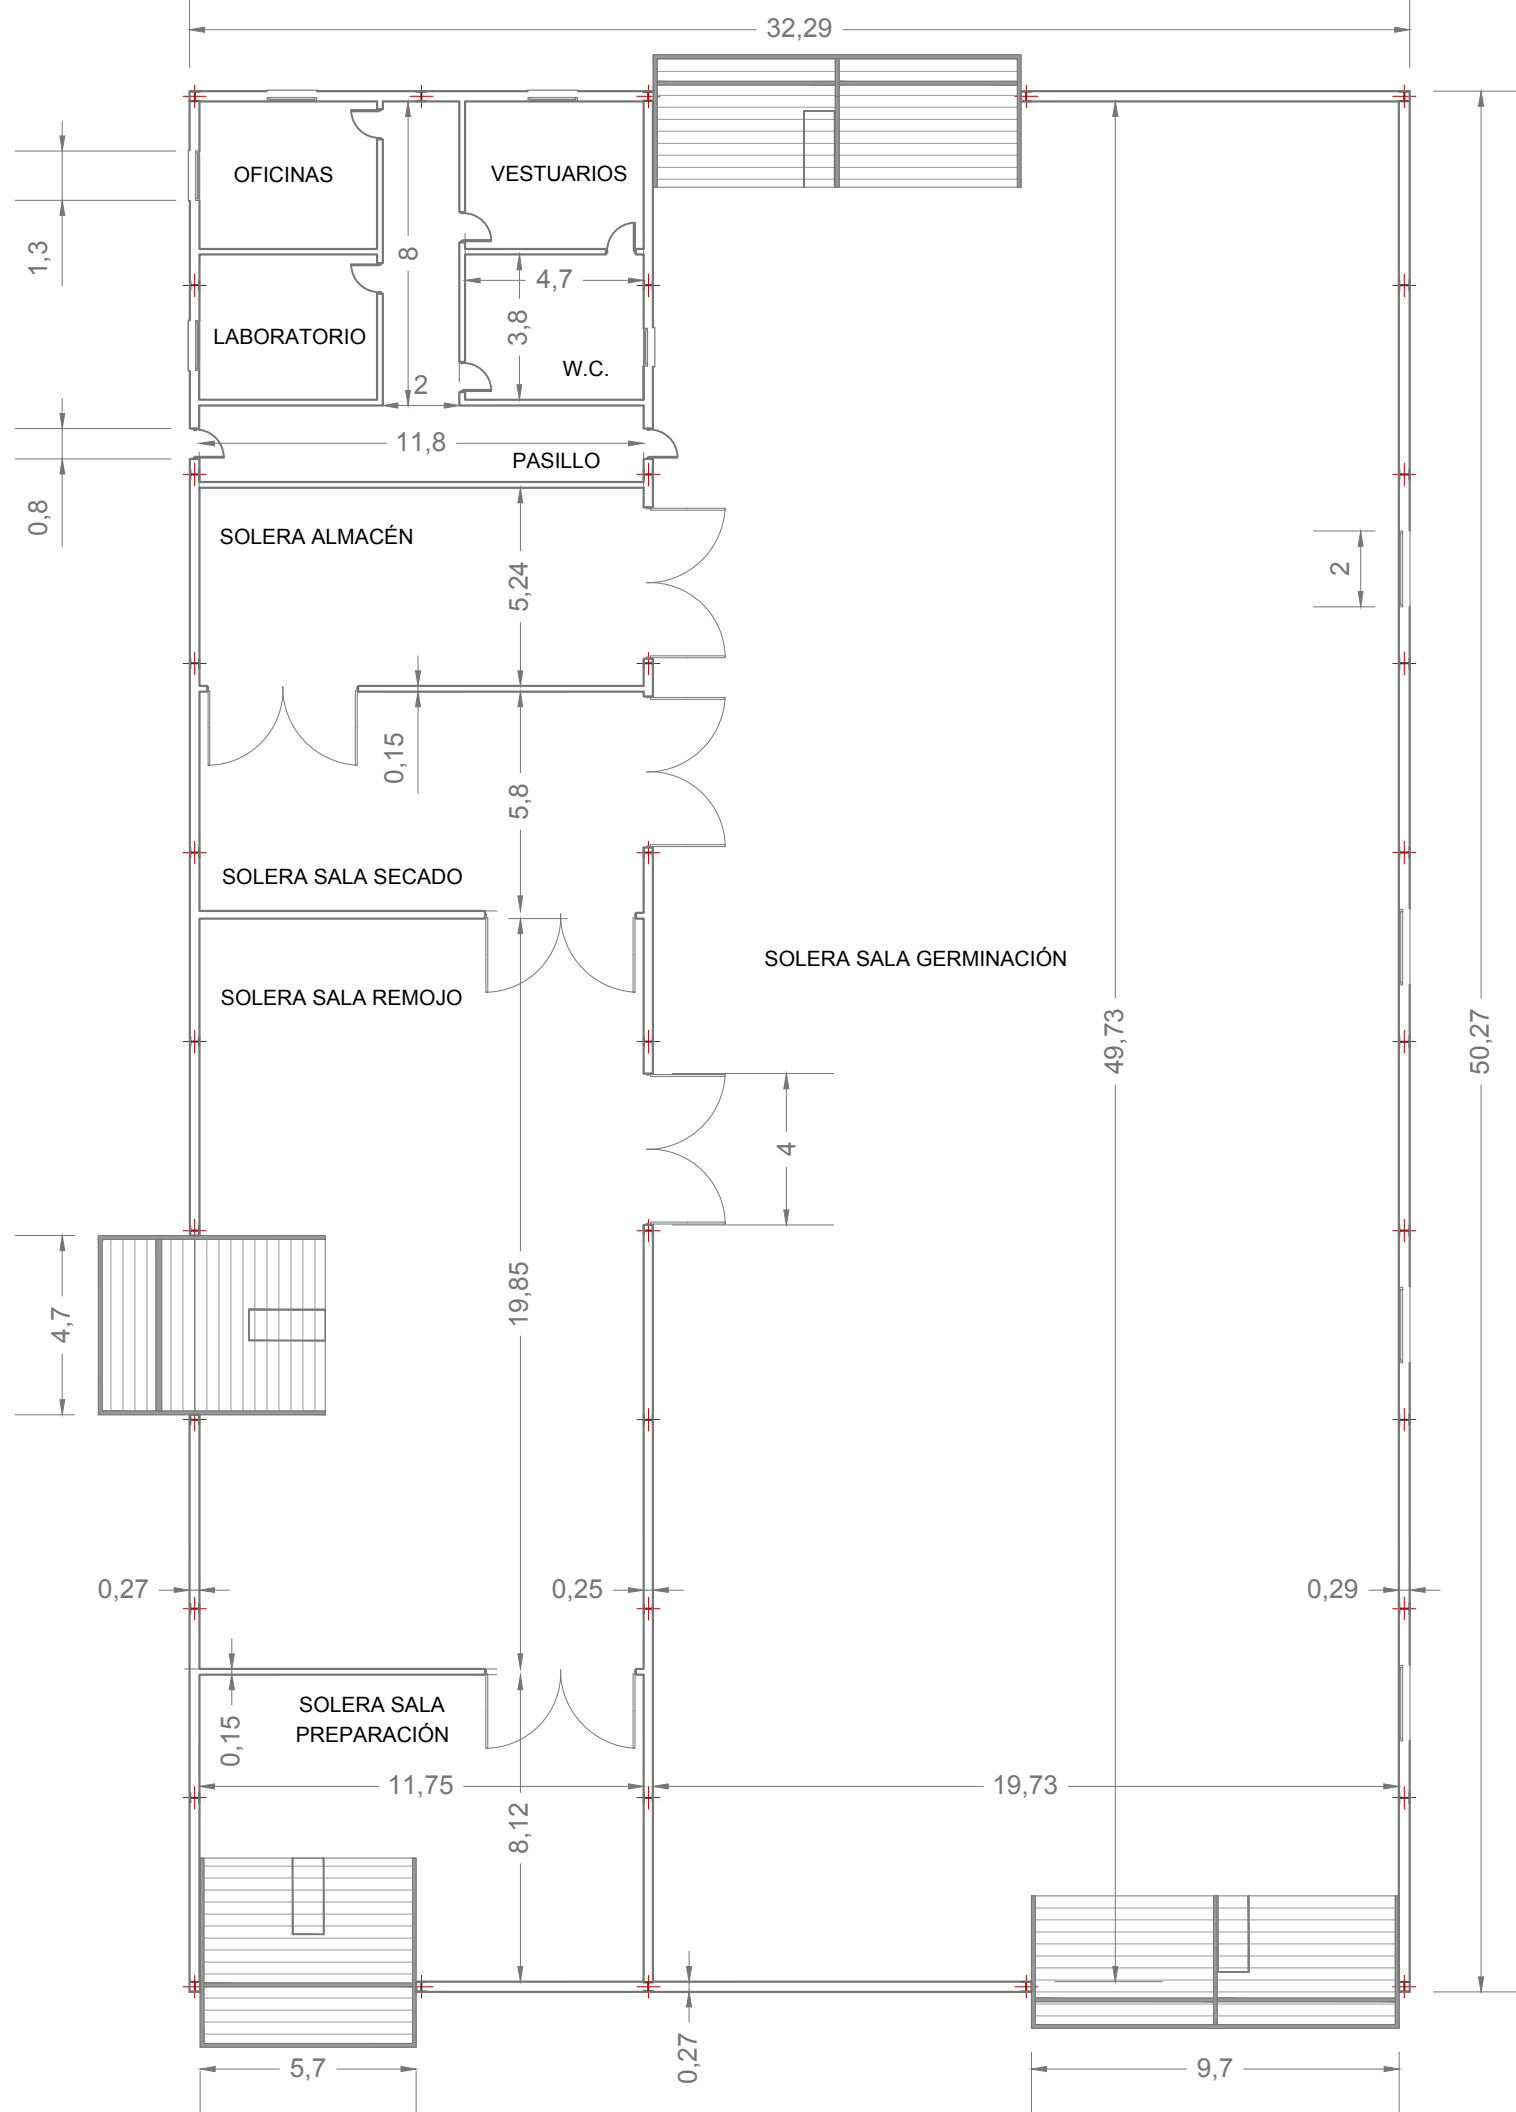 32,29
OFICINAS
VESTUARIOS
1,3
8
4,7
3,8
LABORATORIO
W.C.
2
11,8
PASILLO
0,8
SOLERA ALMACÉN
5,24
2
0,15
5,8
SOLERA SALA SECADO
SOLERA SALA GERMINACIÓN
SOLERA SALA REMOJO
49,73
50,27
4
19,85
4,7
0,27
0,25
0,29
SOLERA SALA
PREPARACIÓN
0,15
11,75
19,73
8,12
0,27
5,7
9,7